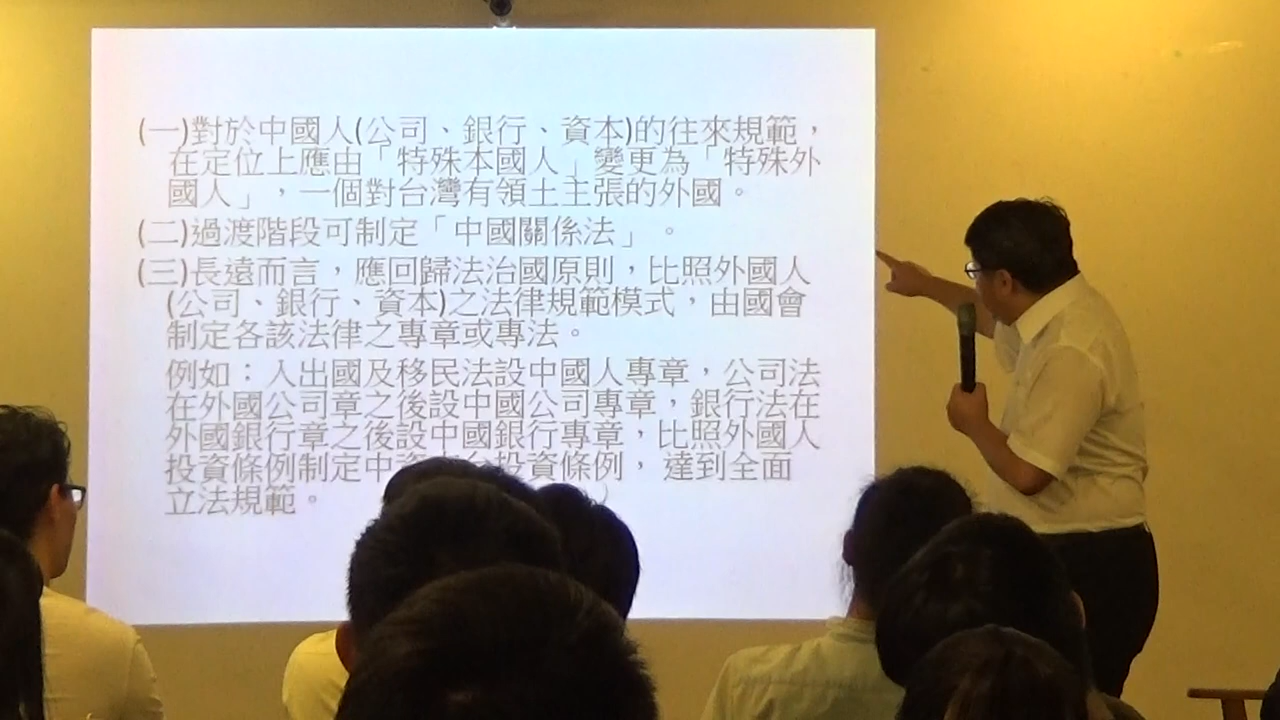 (一)對於中國人(公司、銀行、資本)的往來規範，
在定位上應由「特殊本國人」變更為「特殊外
國人」，一個對台灣有領土主張的外國。
(二)過渡階段可制定「中國關係法」。
(三)長遠而言，應回歸法治國原則，比照外國人
(公司、銀行、資本)之法律規範模式，由國會
制定各該法律之專章或專法。
例如：入出國及移民法設中國人專章，公司法
在外國公司章之後設中國公司專章，銀行法在
外國銀行章之後設中國銀行專章，比照外國人
投資條例制定中資 投資條例， 達到全面
立法規範。